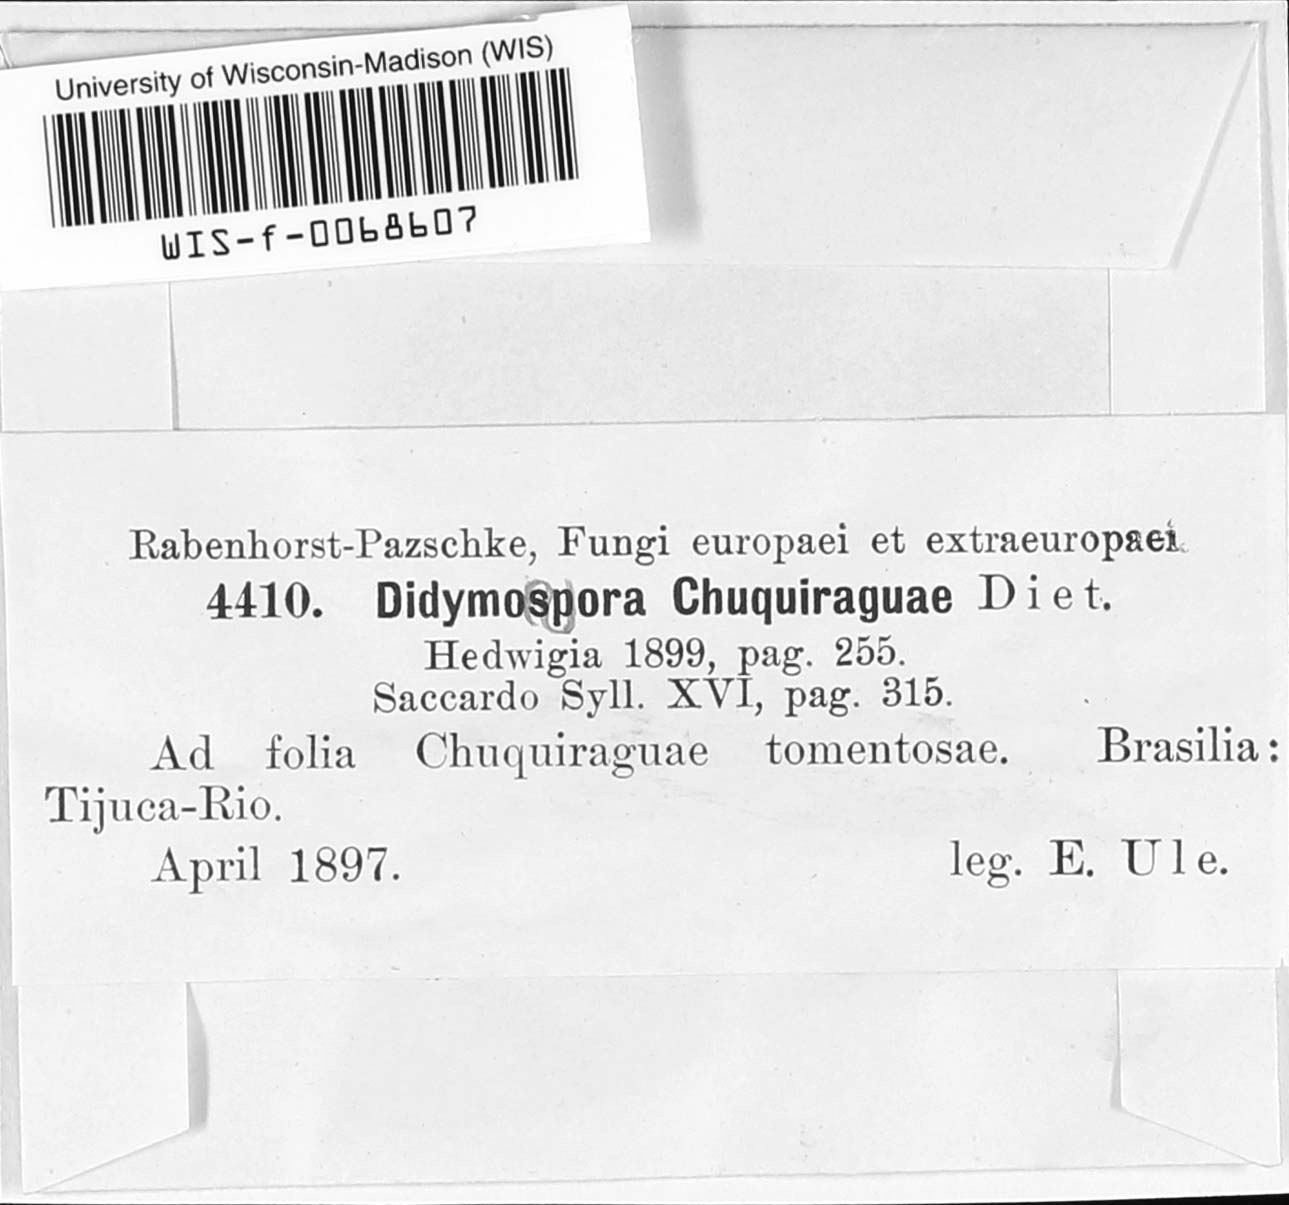 University of Wisconsin-Madison (WIS)
WIS-f-0068607
Rabenhorst-Pazschke, Fungi europaei et extraeuropaei.
4410. Didymospora Chuquiraguae Diet.
Hedwigia 1899, pag. 255.
Saccardo Syll. XVI, pag. 315.
Ad folia Chuquiraguae tomentosae. Brasilia:
Tijuca-Rio.
April 1897. leg. E. Ule.